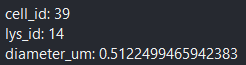 cell_id: 39
lys_id: 14
diameter_um: 0.5122499465942383